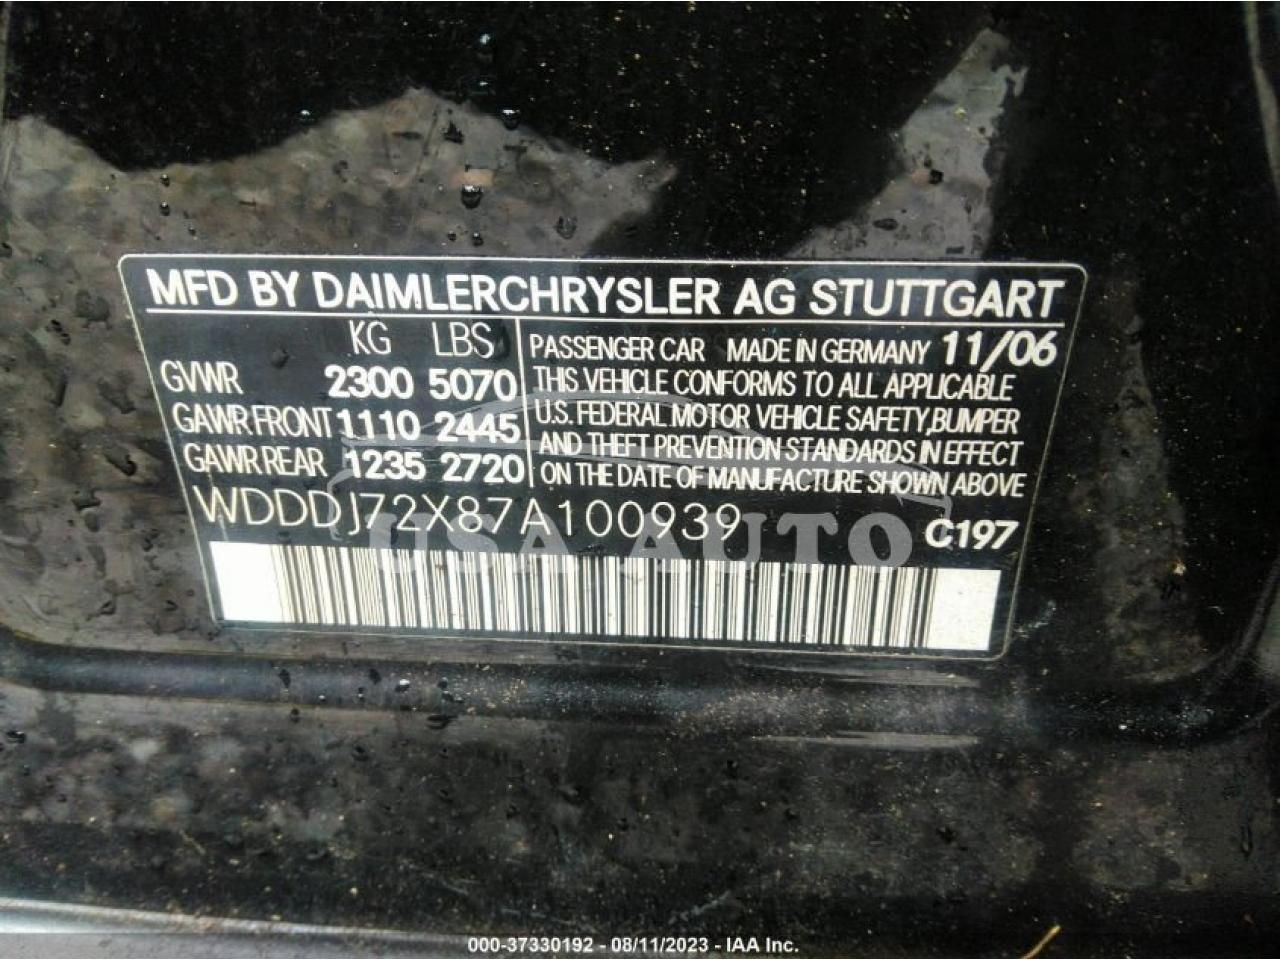 MFD BY DAIMLERCHRYSLER AG STUTTGART
KG LBS
GVWR 2300 5070
GAWR FRONT 1110 2445
GAWR REAR 1235 2720
PASSENGER CAR MADE IN GERMANY 11/06
THIS VEHICLE CONFORMS TO ALL APPLICABLE
U.S. FEDERAL MOTOR VEHICLE SAFETY, BUMPER
AND THEFT PREVENTION STANDARDS IN EFFECT
ON THE DATE OF MANUFACTURE SHOWN ABOVE
WDDDJ72X87A100939 C197
USA AUTO
000-37330192 - 08/11/2023 - IAA Inc.